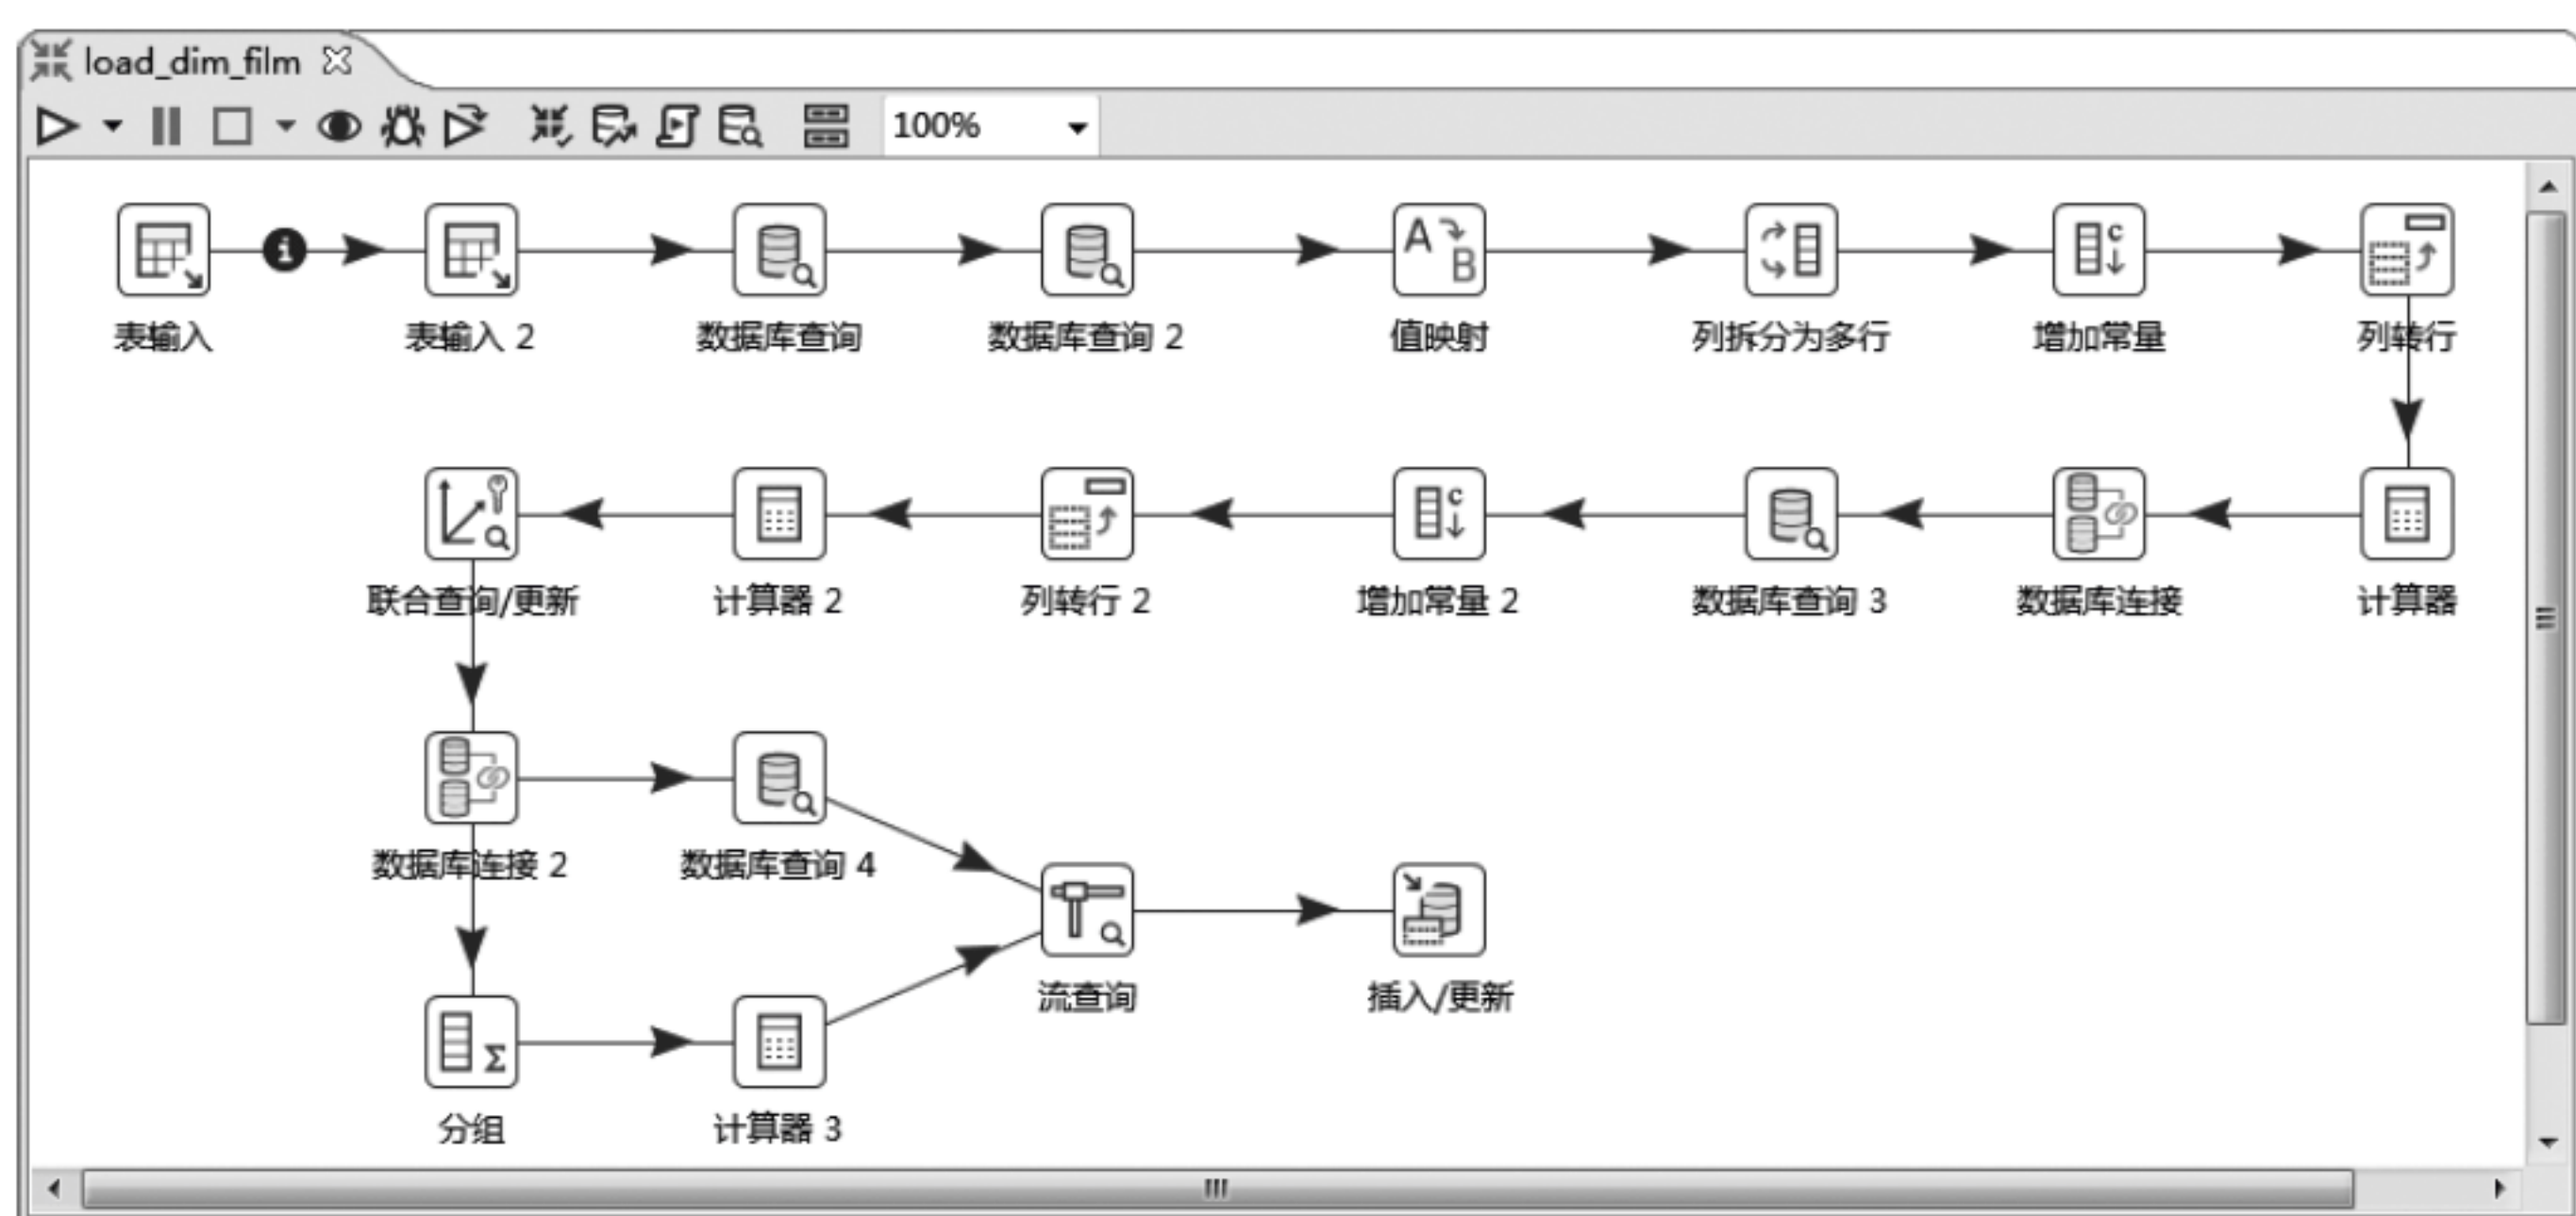 load_dim_film
100%
表输入 表输入 2 数据库查询 数据库查询 2 值映射 列拆分为多行 增加常量 列转行
联合查询/更新 计算器 2 列转行 2 增加常量 2 数据库查询 3 数据库连接 计算器
数据库连接 2 数据库查询 4
流查询 插入/更新
分组 计算器 3